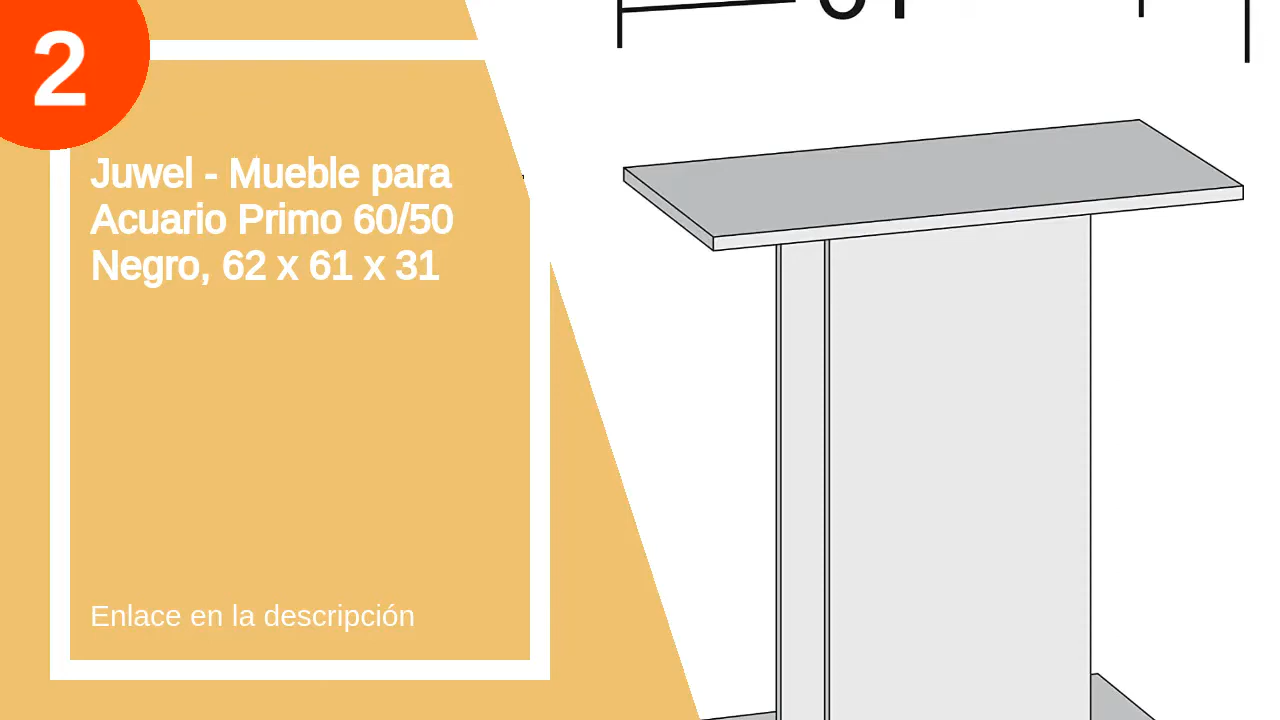 2
Juwel - Mueble para
Acuario Primo 60/50
Negro, 62 x 61 x 31
Enlace en la descripción